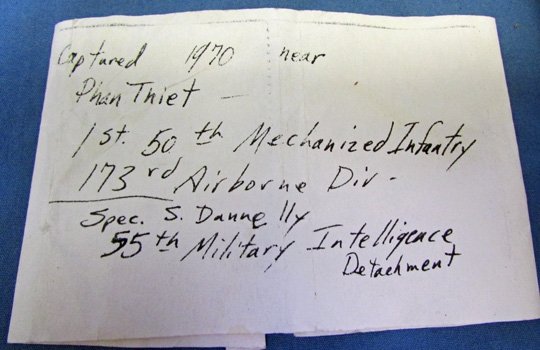 Captured 1970 near
Phan Thiet —
1st. 50th Mechanized Infantry
173rd Airborne Div -
Spec. S. Dannelly
55th Military Intelligence
Detachment